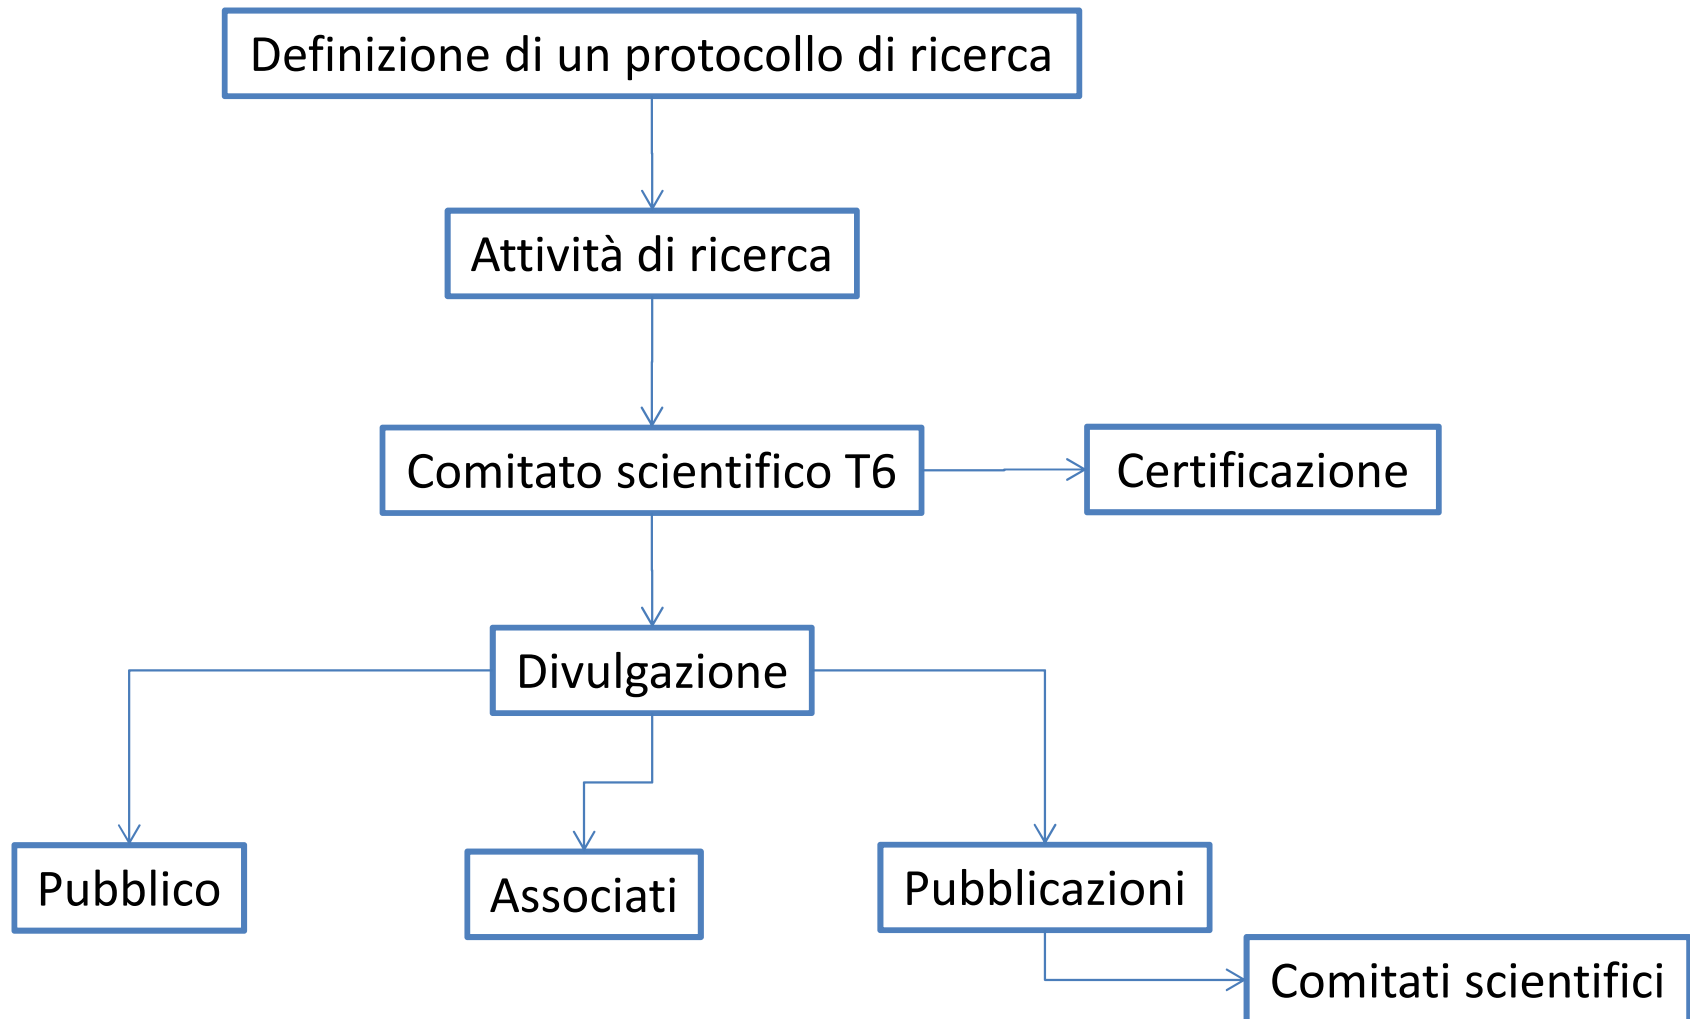 Definizione di un protocollo di ricerca
Attività di ricerca
Comitato scientifico T6
Certificazione
Divulgazione
Pubblico
Associati
Pubblicazioni
Comitati scientifici